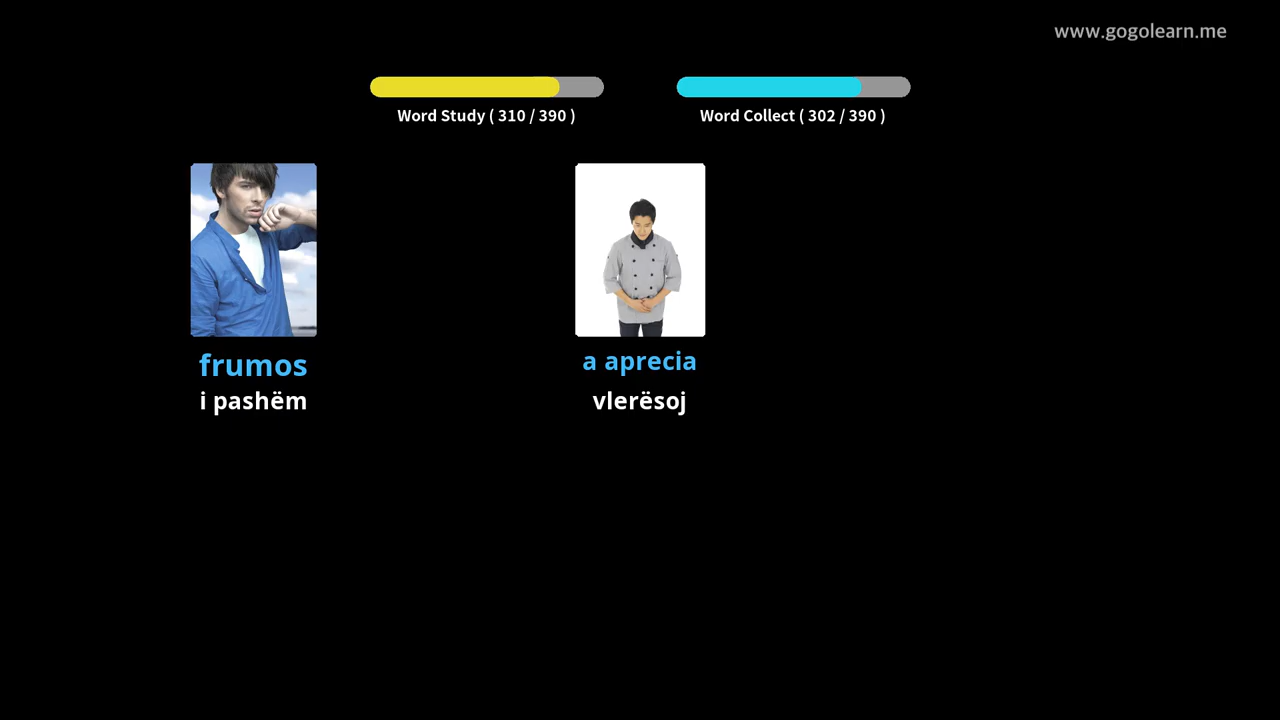 www.gogolearn.me
Word Study ( 310 / 390 )
Word Collect ( 302 / 390 )
frumos
i pashëm
a aprecia
vlerësoj